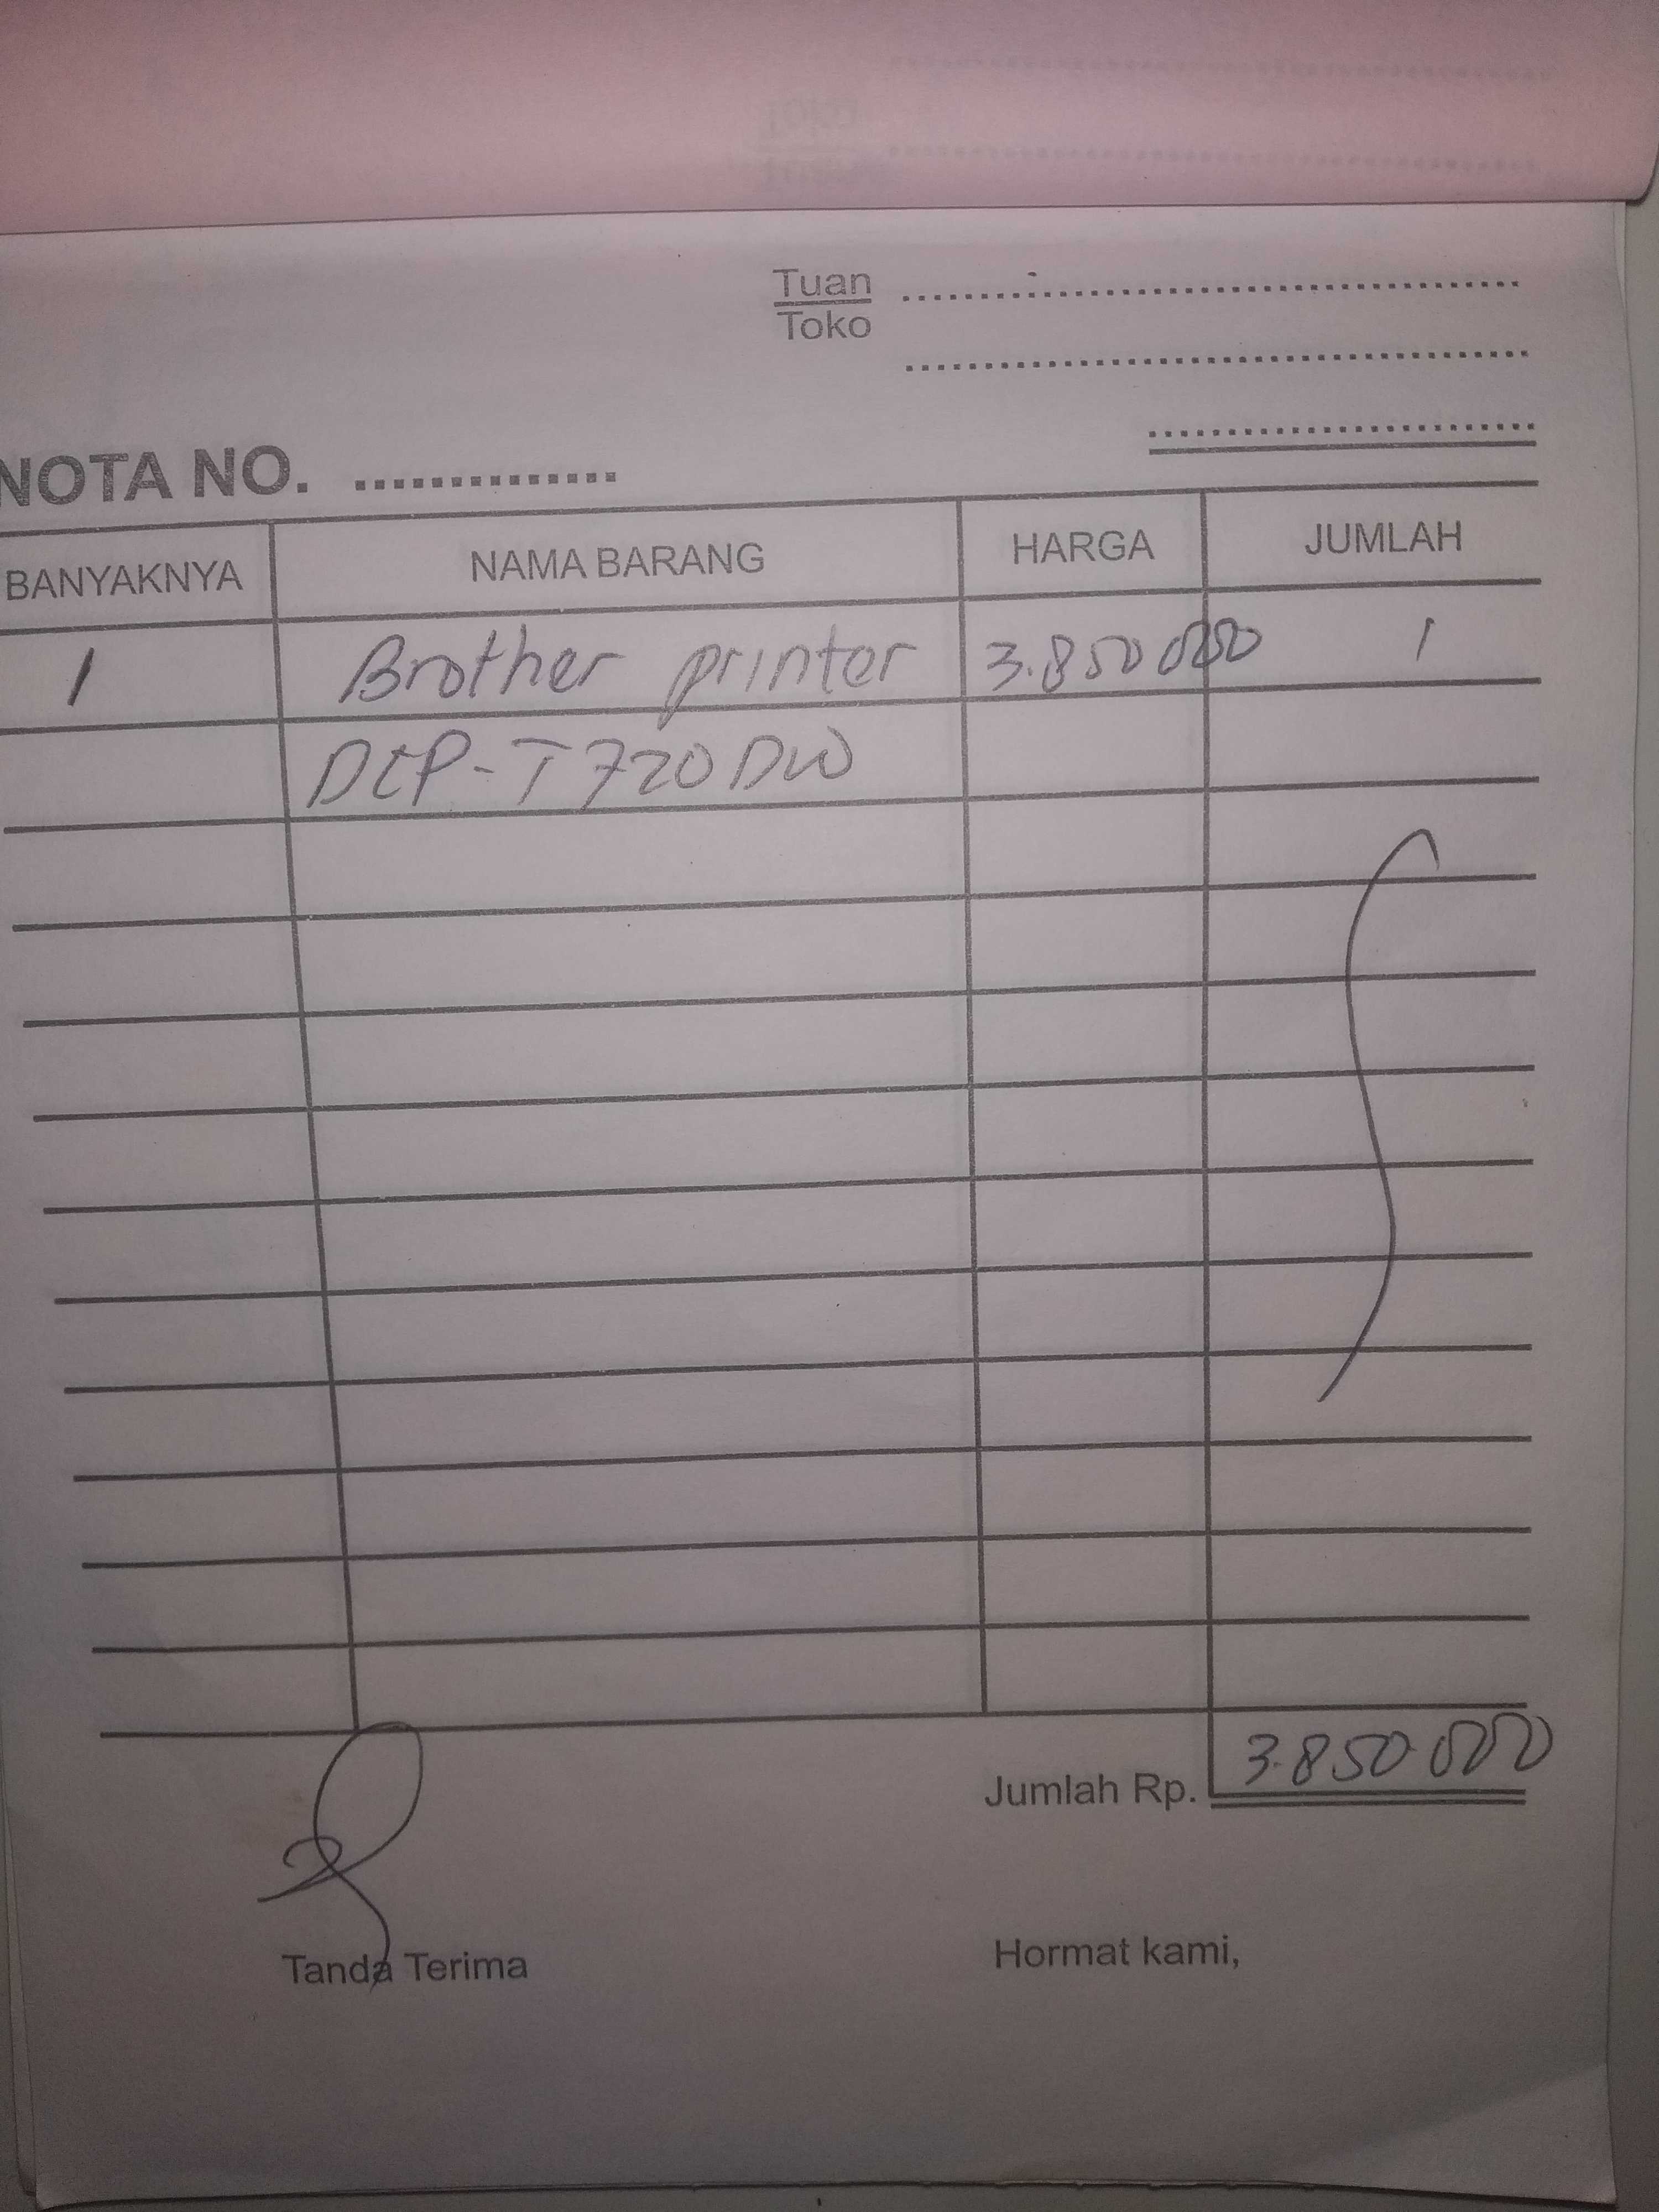 Tuan
Toko
NOTA NO. ...............
BANYAKNYA NAMA BARANG HARGA JUMLAH
1 Brother printer 3.850 000 1
DCP-T720DW
Jumlah Rp. 3.850.000
Tanda Terima Hormat kami,